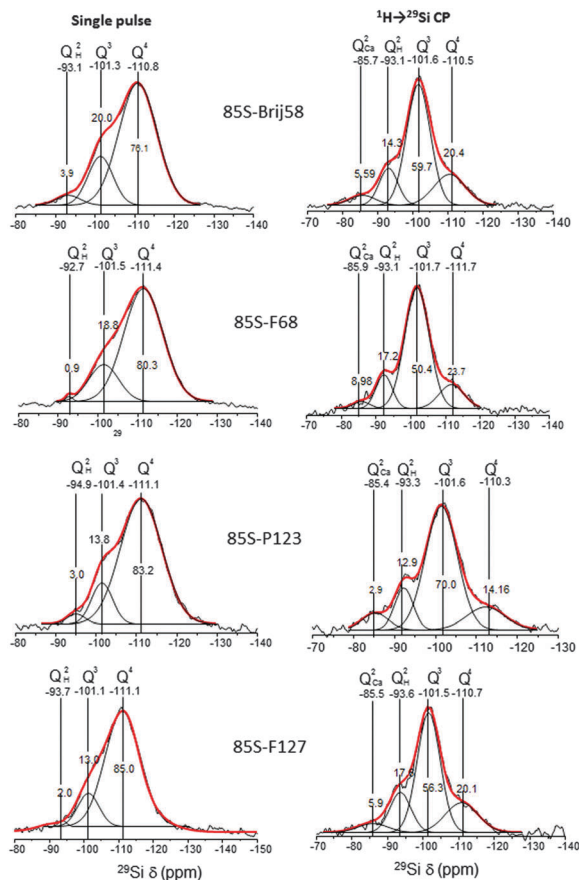 Single pulse
¹H→²⁹Si CP
Q²H Q³ Q⁴
-93.1 -101.3 -110.8
3.9 20.0 76.1
-80 -90 -100 -110 -120 -130 -140
85S-Brij58
Q²Ca Q²H Q³ Q⁴
-85.7 -93.1 -101.6 -110.5
5.59 14.3 59.7 20.4
-70 -80 -90 -100 -110 -120 -130 -140
Q²H Q³ Q⁴
-92.7 -101.5 -111.4
0.9 18.8 80.3
-80 -90 -100 -110 -120 -130 -140
29
85S-F68
Q²Ca Q²H Q³ Q⁴
-85.9 -93.1 -101.7 -111.7
8.98 17.2 50.4 23.7
-70 -80 -90 -100 -110 -120 -130 -140
Q²H Q³ Q⁴
-94.9 -101.4 -111.1
3.0 13.8 83.2
-80 -90 -100 -110 -120 -130 -140
85S-P123
Q²Ca Q²H Q³ Q⁴
-85.4 -93.3 -101.6 -110.3
2.9 12.9 70.0 14.16
-70 -80 -90 -100 -110 -120 -130
Q²H Q³ Q⁴
-93.7 -101.1 -111.1
2.0 13.0 85.0
-80 -90 -100 -110 -120 -130 -140 -150
²⁹Si δ (ppm)
85S-F127
Q²Ca Q²H Q³ Q⁴
-85.5 -93.6 -101.5 -110.7
5.9 56.3 20.1
-70 -80 -90 -100 -110 -120 -130 -140
²⁹Si δ (ppm)